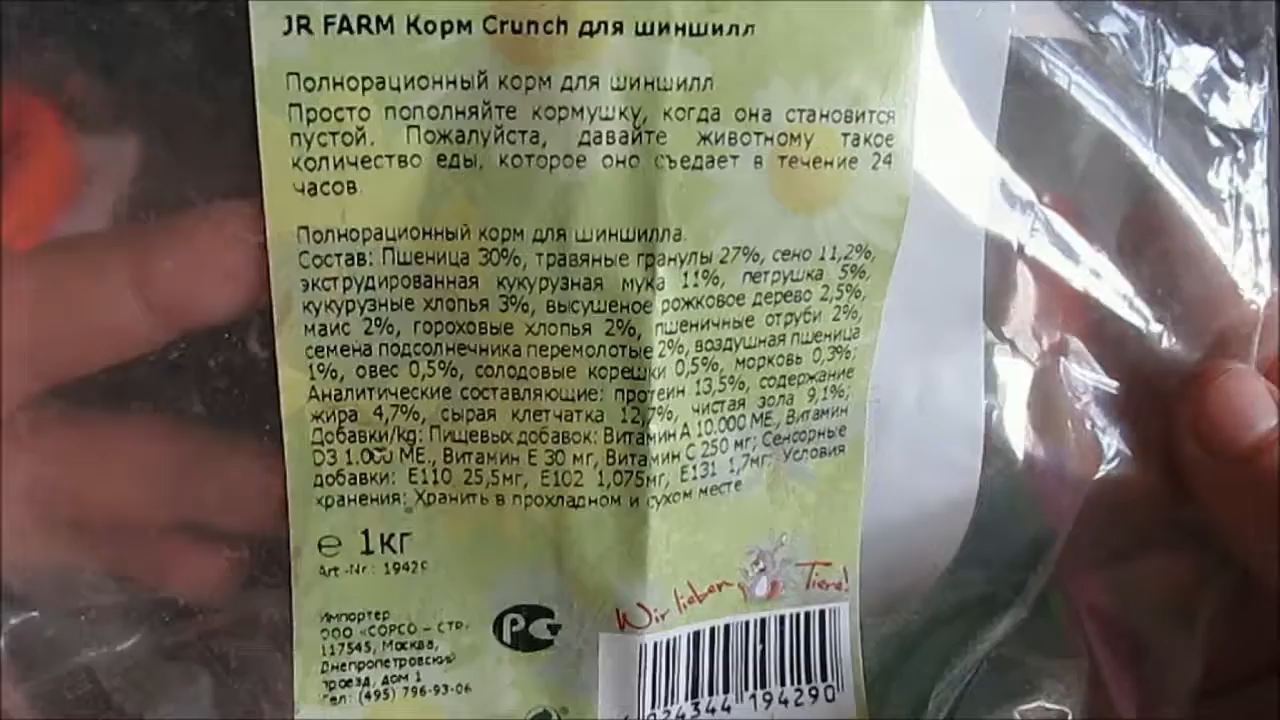 JR FARM Корм Crunch для шиншилл
Полнорационный корм для шиншилл
Просто пополняйте кормушку, когда она становится
пустой. Пожалуйста, давайте животному такое
количество еды, которое оно съедает в течение 24
часов.
Полнорационный корм для шиншилла.
Состав: Пшеница 30%, травяные гранулы 27%, сено 11,2%,
экструдированная кукурузная мука 11%, петрушка 5%,
кукурузные хлопья 3%, высушеное рожковое дерево 2,5%,
маис 2%, гороховые хлопья 2%, пшеничные отруби 2%,
семена подсолнечника перемолотые 2%, воздушная пшеница
1%, овес 0,5%, солодовые корешки 0,5%, морковь 0,3%;
Аналитические составляющие: протеин 13,5%, содержание
жира 4,7%, сырая клетчатка 12,7%, чистая зола 9,1%;
Добавки/kg: Пищевых добавок: Витамин А 10.000 МЕ., Витамин
D3 1.000 МЕ., Витамин Е 30 мг, Витамин С 250 мг; Сенсорные
добавки: Е110 25,5мг, Е102 1,075мг, Е131 1,7мг; Условия
хранения: Хранить в прохладном и сухом месте
e 1кг
Art.-Nr.: 19429
Wir lieben Tiere!
Импортер
ООО «СОРСО – СТР»
117545, Москва,
Днепропетровский
проезд, дом 1
тел: (495) 796-93-06
РСТ
024344 194290